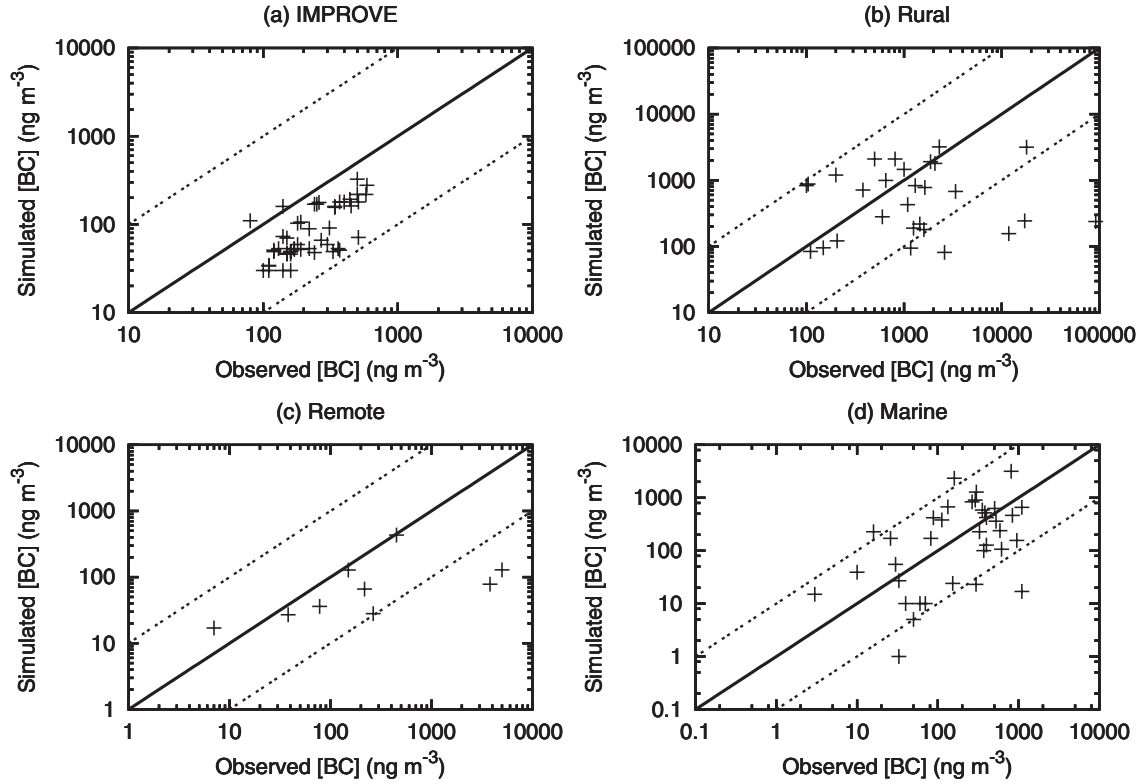 (a) IMPROVE
10000
1000
100
10
10 100 1000 10000
Simulated [BC] (ng m⁻³)
Observed [BC] (ng m⁻³)
(b) Rural
100000
10000
1000
100
10
10 100 1000 10000 100000
Simulated [BC] (ng m⁻³)
Observed [BC] (ng m⁻³)
(c) Remote
10000
1000
100
10
1
1 10 100 1000 10000
Simulated [BC] (ng m⁻³)
Observed [BC] (ng m⁻³)
(d) Marine
10000
1000
100
10
1
0.1
0.1 1 10 100 1000 10000
Simulated [BC] (ng m⁻³)
Observed [BC] (ng m⁻³)